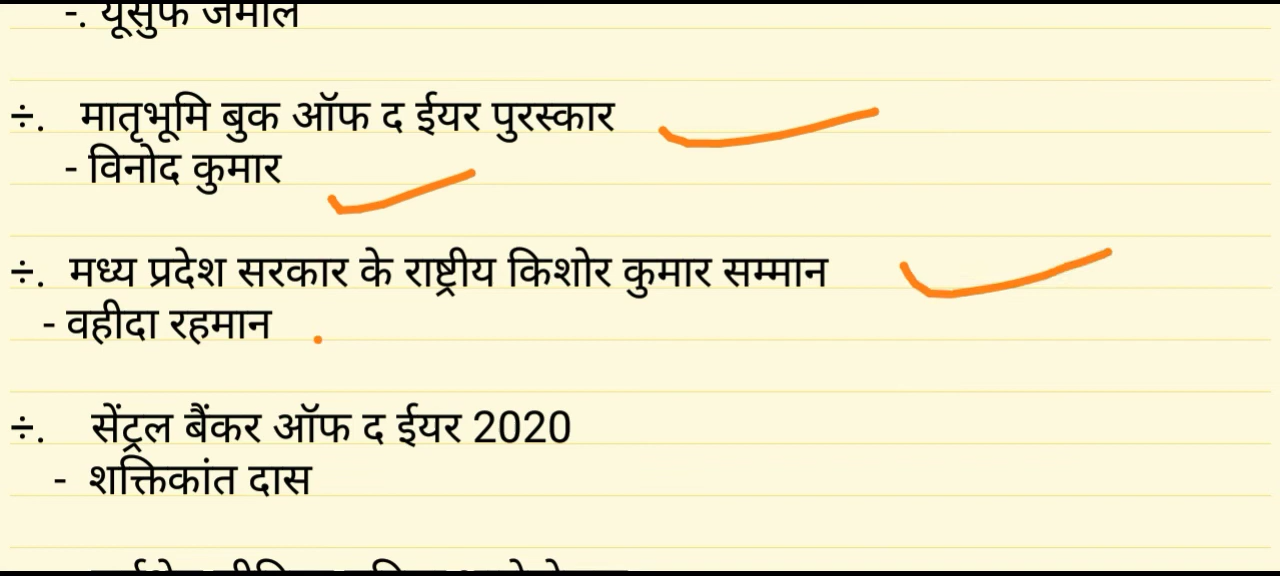 -. यूसुफ जमील
÷. मातृभूमि बुक ऑफ द ईयर पुरस्कार
- विनोद कुमार
÷. मध्य प्रदेश सरकार के राष्ट्रीय किशोर कुमार सम्मान
- वहीदा रहमान
÷. सेंट्रल बैंकर ऑफ द ईयर 2020
- शक्तिकांत दास